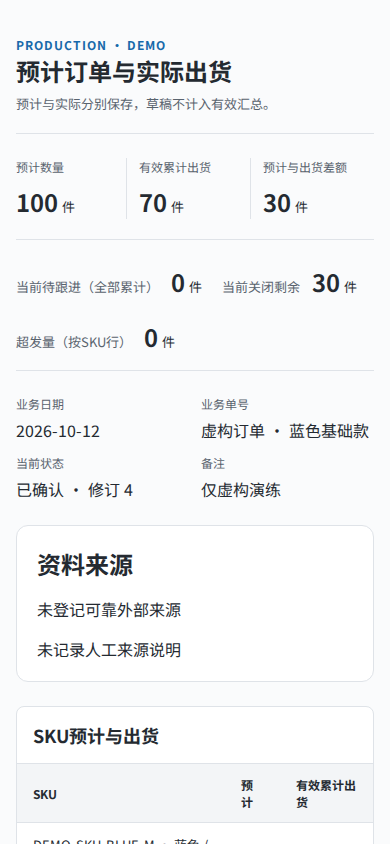 PRODUCTION · DEMO
预计订单与实际出货
预计与实际分别保存，草稿不计入有效汇总。
预计数量 有效累计出货 预计与出货差额
100 件 70 件 30 件
当前待跟进（全部累计） 0 件 当前关闭剩余 30 件
超发量（按SKU行） 0 件
业务日期 业务单号
2026-10-12 虚构订单 · 蓝色基础款
当前状态 备注
已确认 · 修订 4 仅虚构演练
资料来源
未登记可靠外部来源
未记录人工来源说明
SKU预计与出货
SKU 预计 有效累计出货
DEMO-SKU-BLUE-M · 蓝色 /